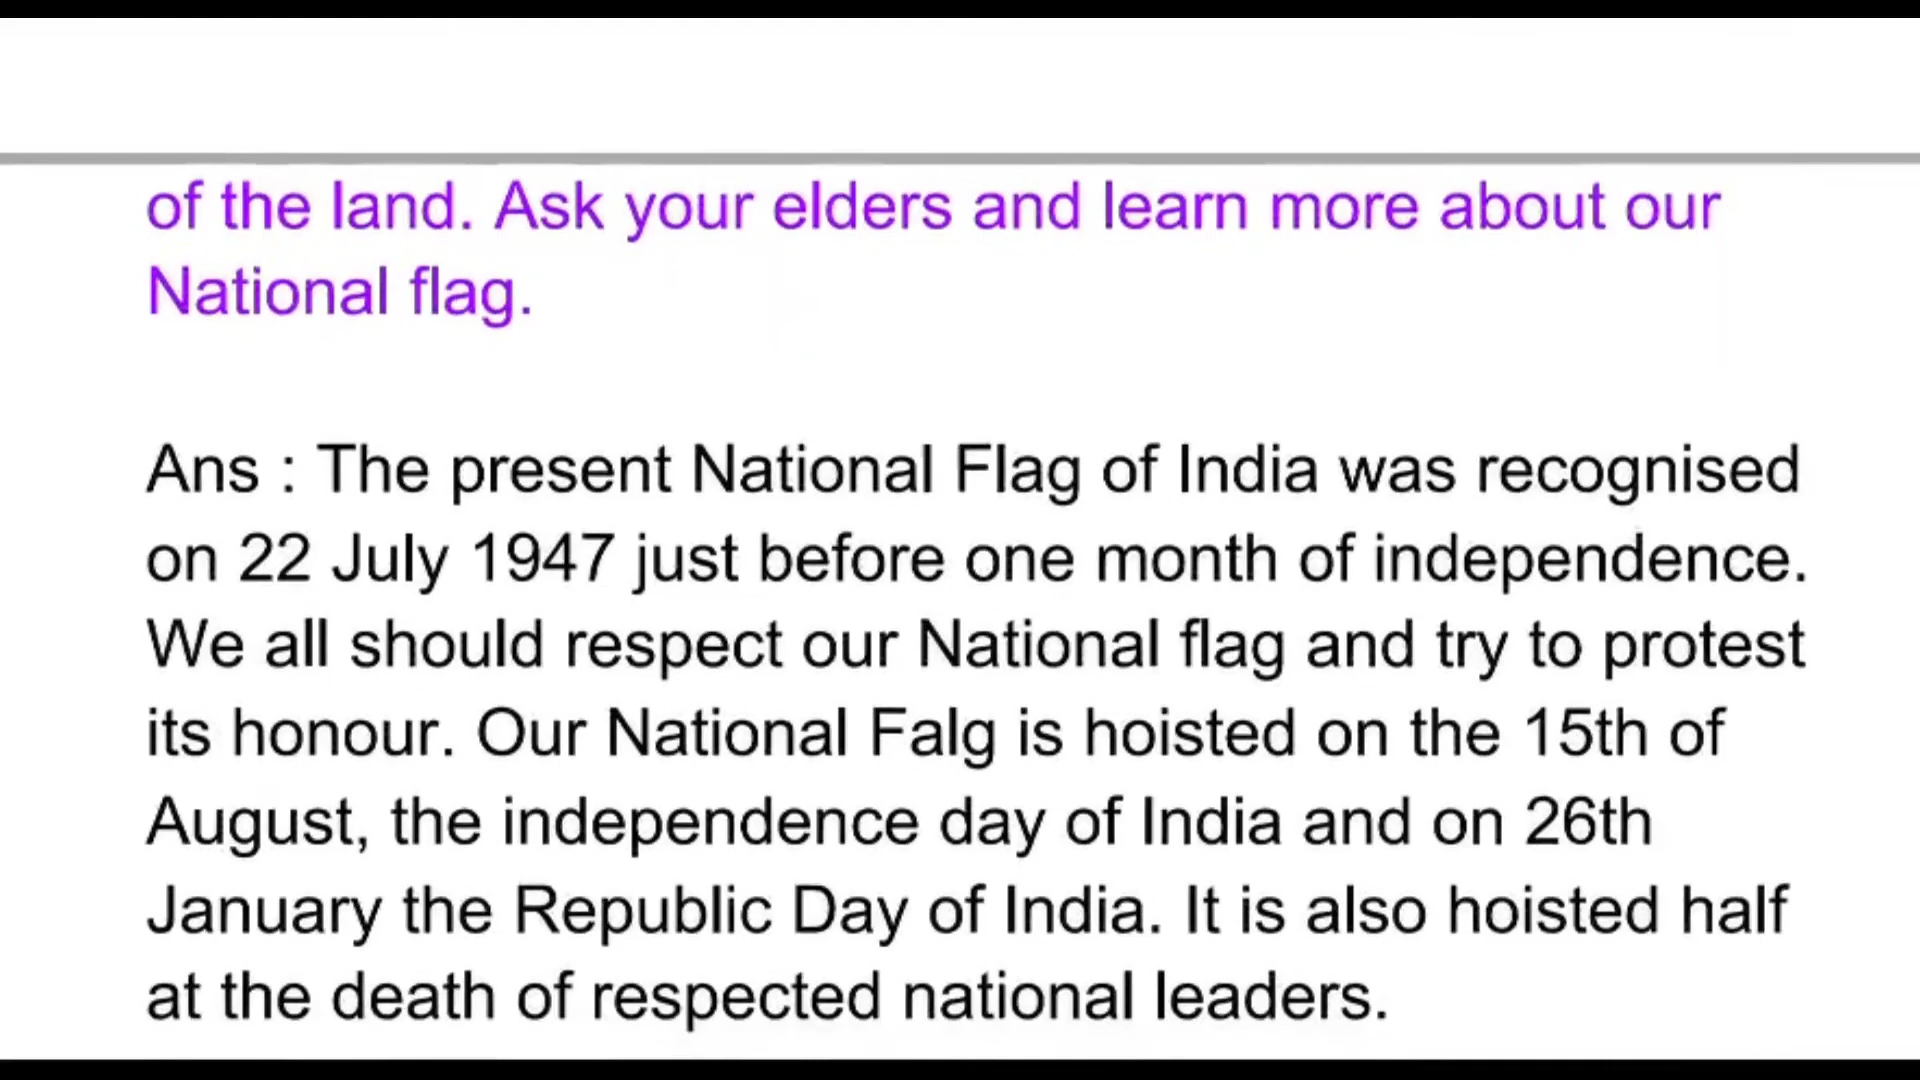 of the land. Ask your elders and learn more about our
National flag.
Ans : The present National Flag of India was recognised
on 22 July 1947 just before one month of independence.
We all should respect our National flag and try to protest
its honour. Our National Falg is hoisted on the 15th of
August, the independence day of India and on 26th
January the Republic Day of India. It is also hoisted half
at the death of respected national leaders.